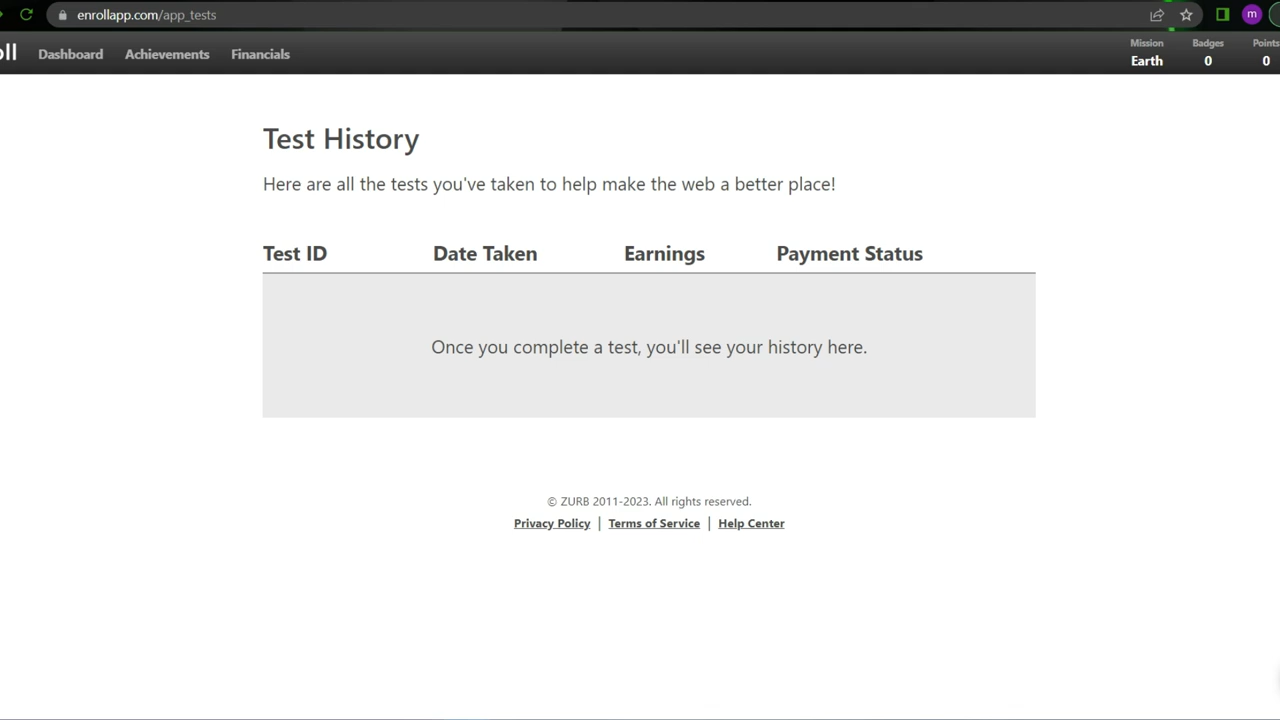 enrollapp.com/app_tests
m
oll Dashboard Achievements Financials
Mission Badges Points
Earth 0 0
Test History
Here are all the tests you've taken to help make the web a better place!
Test ID Date Taken Earnings Payment Status
Once you complete a test, you'll see your history here.
© ZURB 2011-2023. All rights reserved.
Privacy Policy | Terms of Service | Help Center